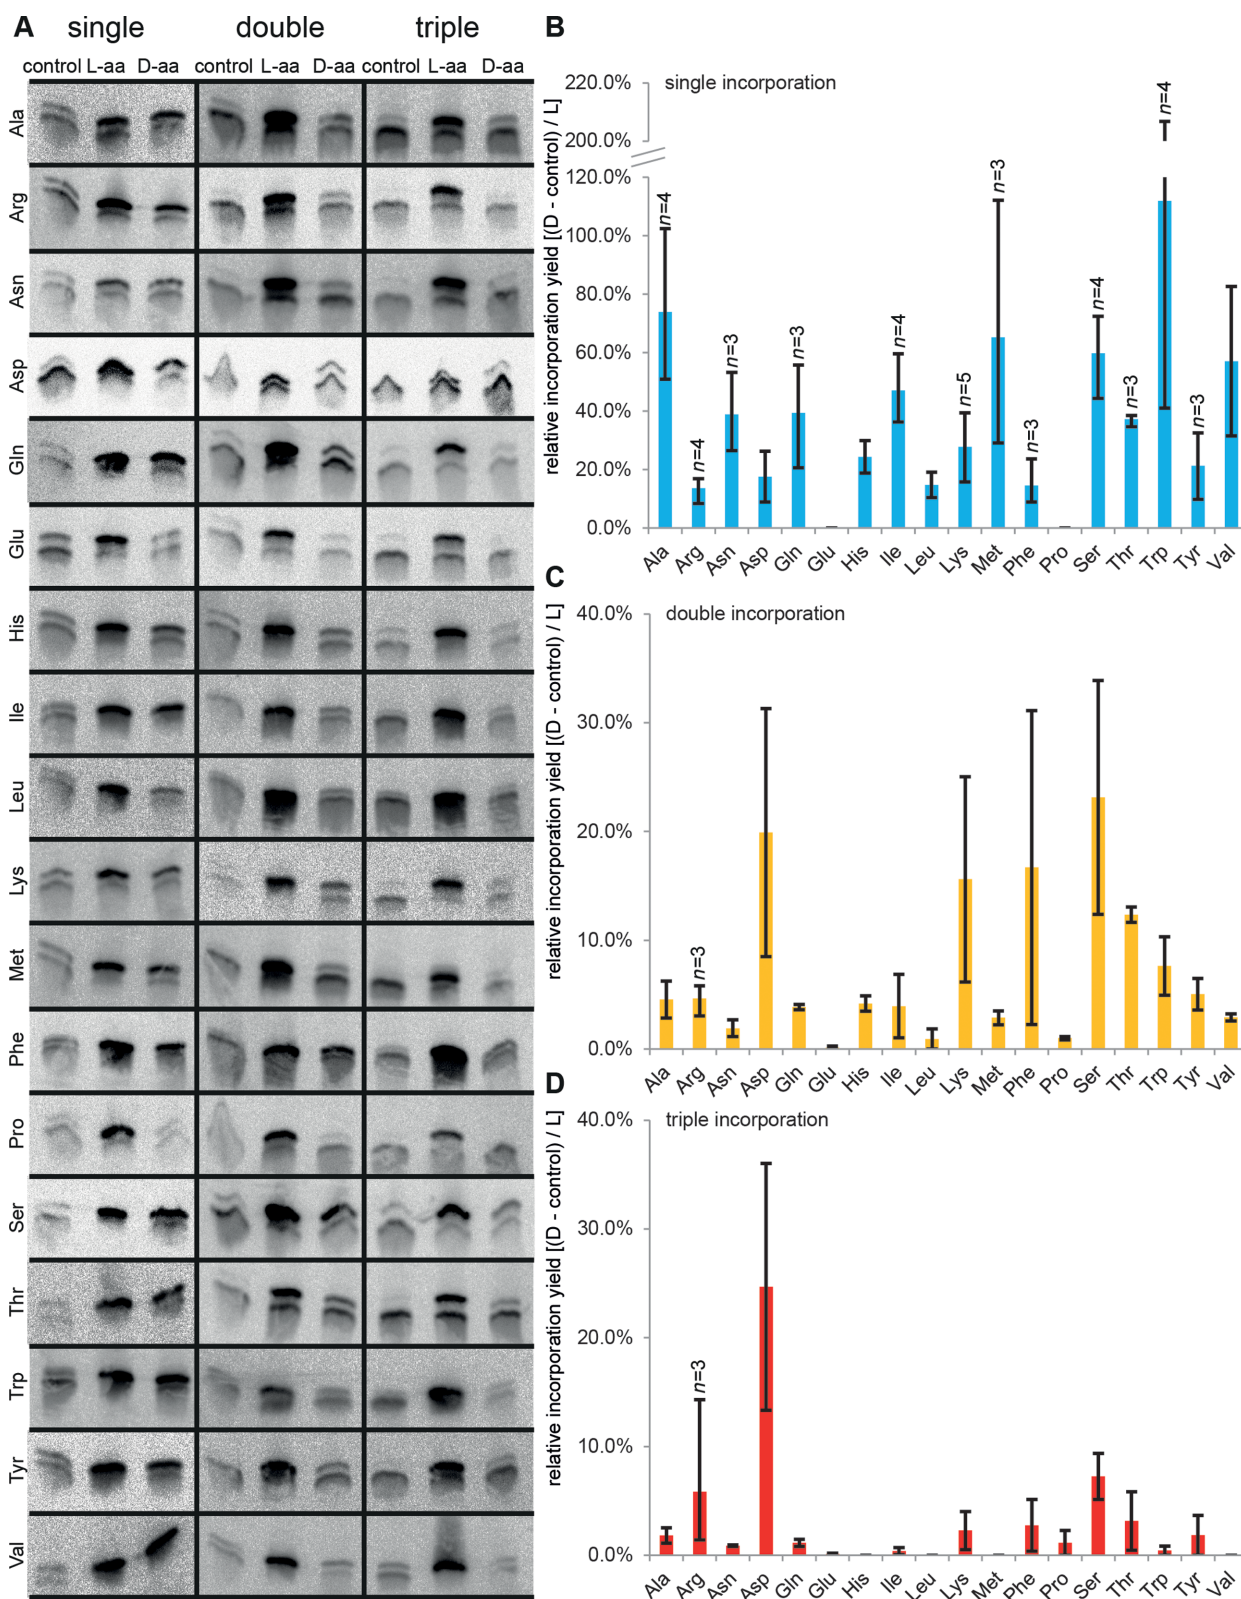 A single double triple
control L-aa D-aa control L-aa D-aa control L-aa D-aa
Ala
Arg
Asn
Asp
Gln
Glu
His
Ile
Leu
Lys
Met
Phe
Pro
Ser
Thr
Trp
Tyr
Val
B
single incorporation
relative incorporation yield [(D - control) / L]
220.0%
200.0%
120.0%
100.0%
80.0%
60.0%
40.0%
20.0%
0.0%
n=4
n=4
n=3
n=3
n=4
n=5
n=3
n=3
n=4
n=3
n=4
n=3
Ala Arg Asn Asp Gln Glu His Ile Leu Lys Met Phe Pro Ser Thr Trp Tyr Val
C
double incorporation
relative incorporation yield [(D - control) / L]
40.0%
30.0%
20.0%
10.0%
0.0%
n=3
Ala Arg Asn Asp Gln Glu His Ile Leu Lys Met Phe Pro Ser Thr Trp Tyr Val
D
triple incorporation
relative incorporation yield [(D - control) / L]
40.0%
30.0%
20.0%
10.0%
0.0%
n=3
Ala Arg Asn Asp Gln Glu His Ile Leu Lys Met Phe Pro Ser Thr Trp Tyr Val